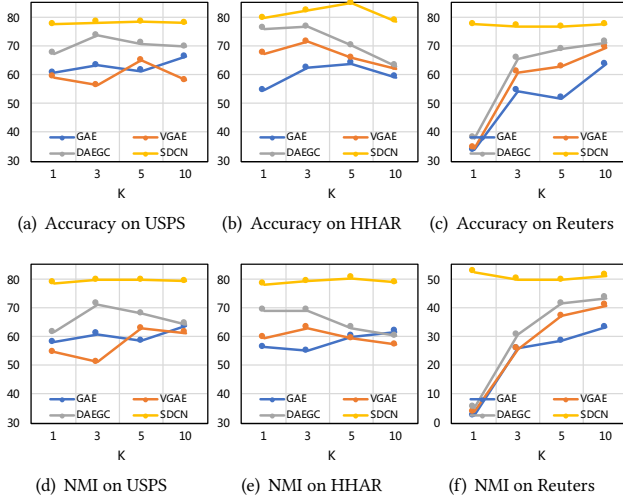 90
80
70
60
50
40
30
GAE VGAE
DAEGC SDCN
1 3 5 10
K
(a) Accuracy on USPS
90
80
70
60
50
40
30
GAE VGAE
DAEGC SDCN
1 3 5 10
K
(b) Accuracy on HHAR
90
80
70
60
50
40
30
GAE VGAE
DAEGC SDCN
1 3 5 10
K
(c) Accuracy on Reuters
80
70
60
50
40
30
GAE VGAE
DAEGC SDCN
1 3 5 10
K
(d) NMI on USPS
80
70
60
50
40
30
GAE VGAE
DAEGC SDCN
1 3 5 10
K
(e) NMI on HHAR
50
40
30
20
10
0
GAE VGAE
DAEGC SDCN
1 3 5 10
K
(f) NMI on Reuters